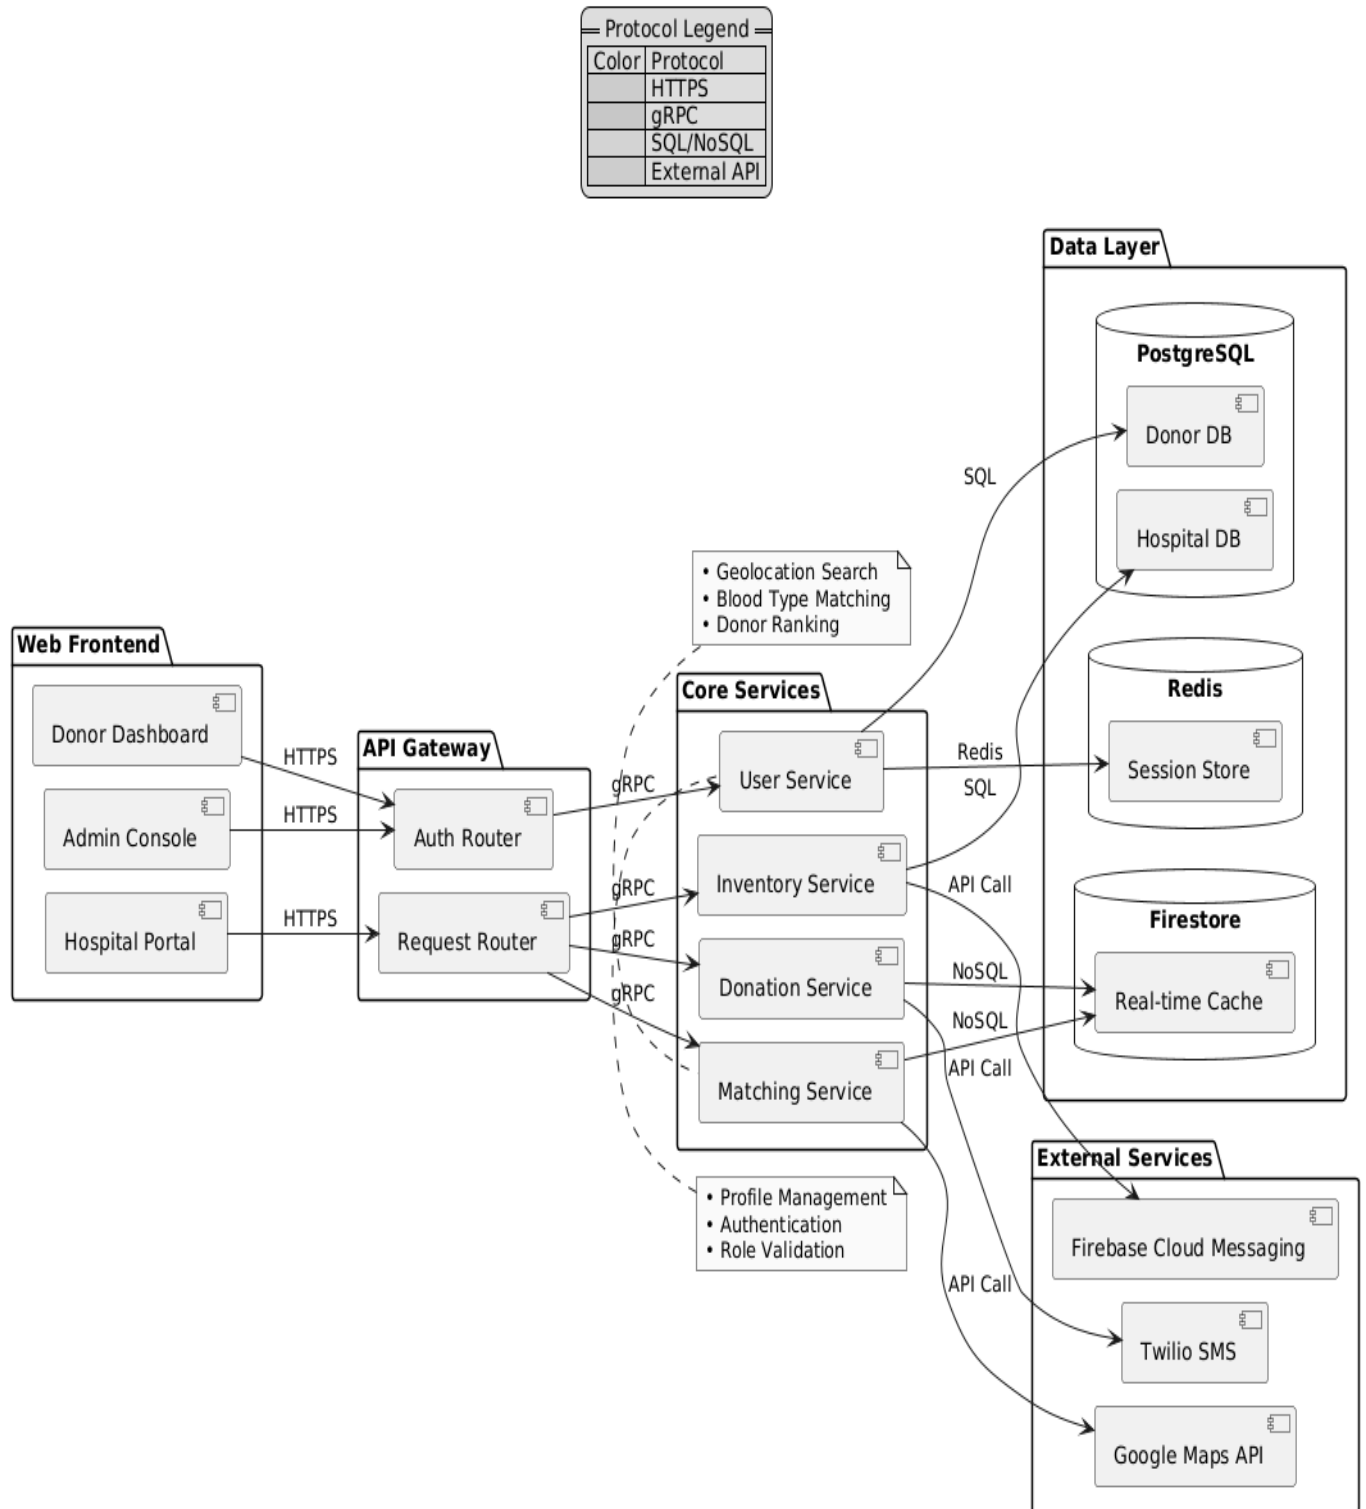 Protocol Legend
Color Protocol
HTTPS
gRPC
SQL/NoSQL
External API
Data Layer
PostgreSQL
Donor DB
SQL
Hospital DB
• Geolocation Search
• Blood Type Matching
• Donor Ranking
Web Frontend
Donor Dashboard
HTTPS
Admin Console
HTTPS
Hospital Portal
HTTPS
API Gateway
Auth Router
Request Router
gRPC
gRPC
gRPC
gRPC
Core Services
User Service
Inventory Service
Donation Service
Matching Service
Redis
SQL
API Call
NoSQL
NoSQL
API Call
API Call
Redis
Session Store
Firestore
Real-time Cache
• Profile Management
• Authentication
• Role Validation
External Services
Firebase Cloud Messaging
Twilio SMS
Google Maps API